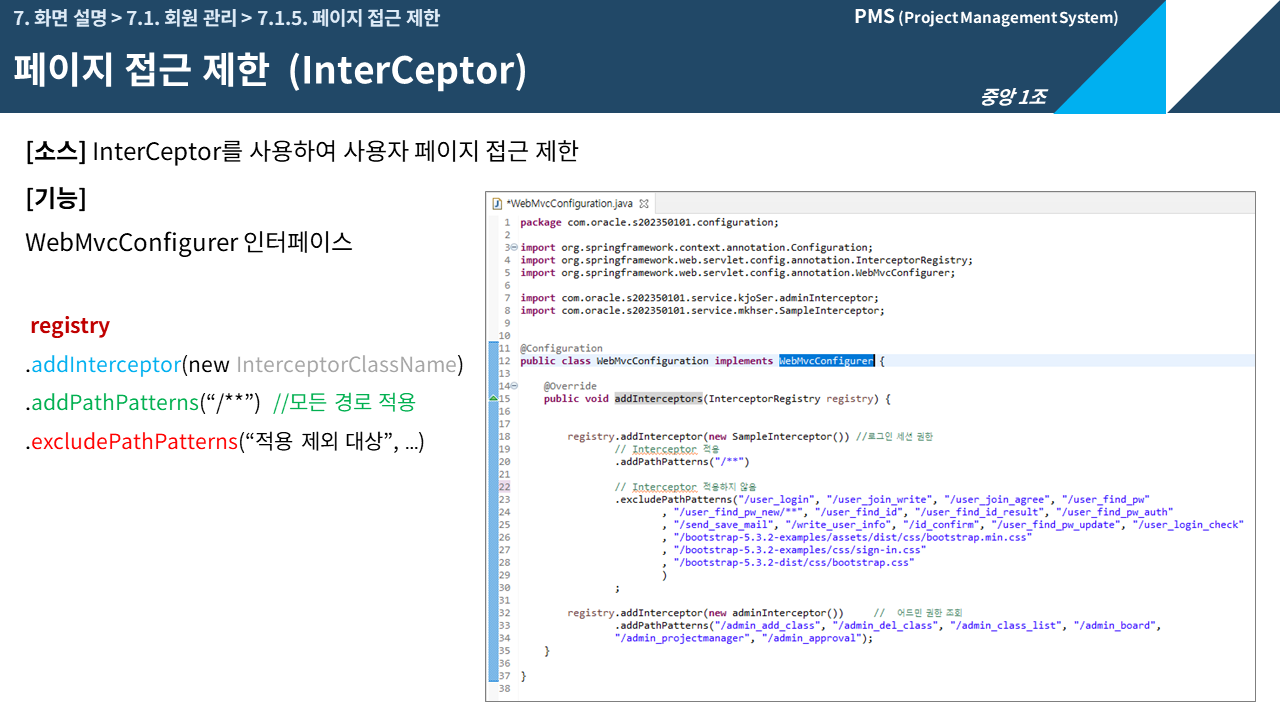 7. 화면 설명 > 7.1. 회원 관리 > 7.1.5. 페이지 접근 제한
PMS (Project Management System)
페이지 접근 제한 (InterCeptor)
중앙 1조
[소스] InterCeptor를 사용하여 사용자 페이지 접근 제한
[기능]
WebMvcConfigurer 인터페이스
registry
.addInterceptor(new InterceptorClassName)
.addPathPatterns(“/**”) //모든 경로 적용
.excludePathPatterns(“적용 제외 대상”, …)
*WebMvcConfiguration.java
1 package com.oracle.s202350101.configuration;
2
3 import org.springframework.context.annotation.Configuration;
4 import org.springframework.web.servlet.config.annotation.InterceptorRegistry;
5 import org.springframework.web.servlet.config.annotation.WebMvcConfigurer;
6
7 import com.oracle.s202350101.service.kjoSer.adminInterceptor;
8 import com.oracle.s202350101.service.mkhser.SampleInterceptor;
9
10
11 @Configuration
12 public class WebMvcConfiguration implements WebMvcConfigurer {
13
14 @Override
15 public void addInterceptors(InterceptorRegistry registry) {
16
17
18 registry.addInterceptor(new SampleInterceptor()) //로그인 세션 권한
19 // Interceptor 적용
20 .addPathPatterns("/**")
21
22 // Interceptor 적용하지 않음
23 .excludePathPatterns("/user_login", "/user_join_write", "/user_join_agree", "/user_find_pw"
24 , "/user_find_pw_new/**", "/user_find_id", "/user_find_id_result", "/user_find_pw_auth"
25 , "/send_save_mail", "/write_user_info", "/id_confirm", "/user_find_pw_update", "/user_login_check"
26 , "/bootstrap-5.3.2-examples/assets/dist/css/bootstrap.min.css"
27 , "/bootstrap-5.3.2-examples/css/sign-in.css"
28 , "/bootstrap-5.3.2-dist/css/bootstrap.css"
29 )
30 ;
31
32 registry.addInterceptor(new adminInterceptor()) // 어드민 권한 조회
33 .addPathPatterns("/admin_add_class", "/admin_del_class", "/admin_class_list", "/admin_board",
34 "/admin_projectmanager", "/admin_approval");
35 }
36
37 }
38